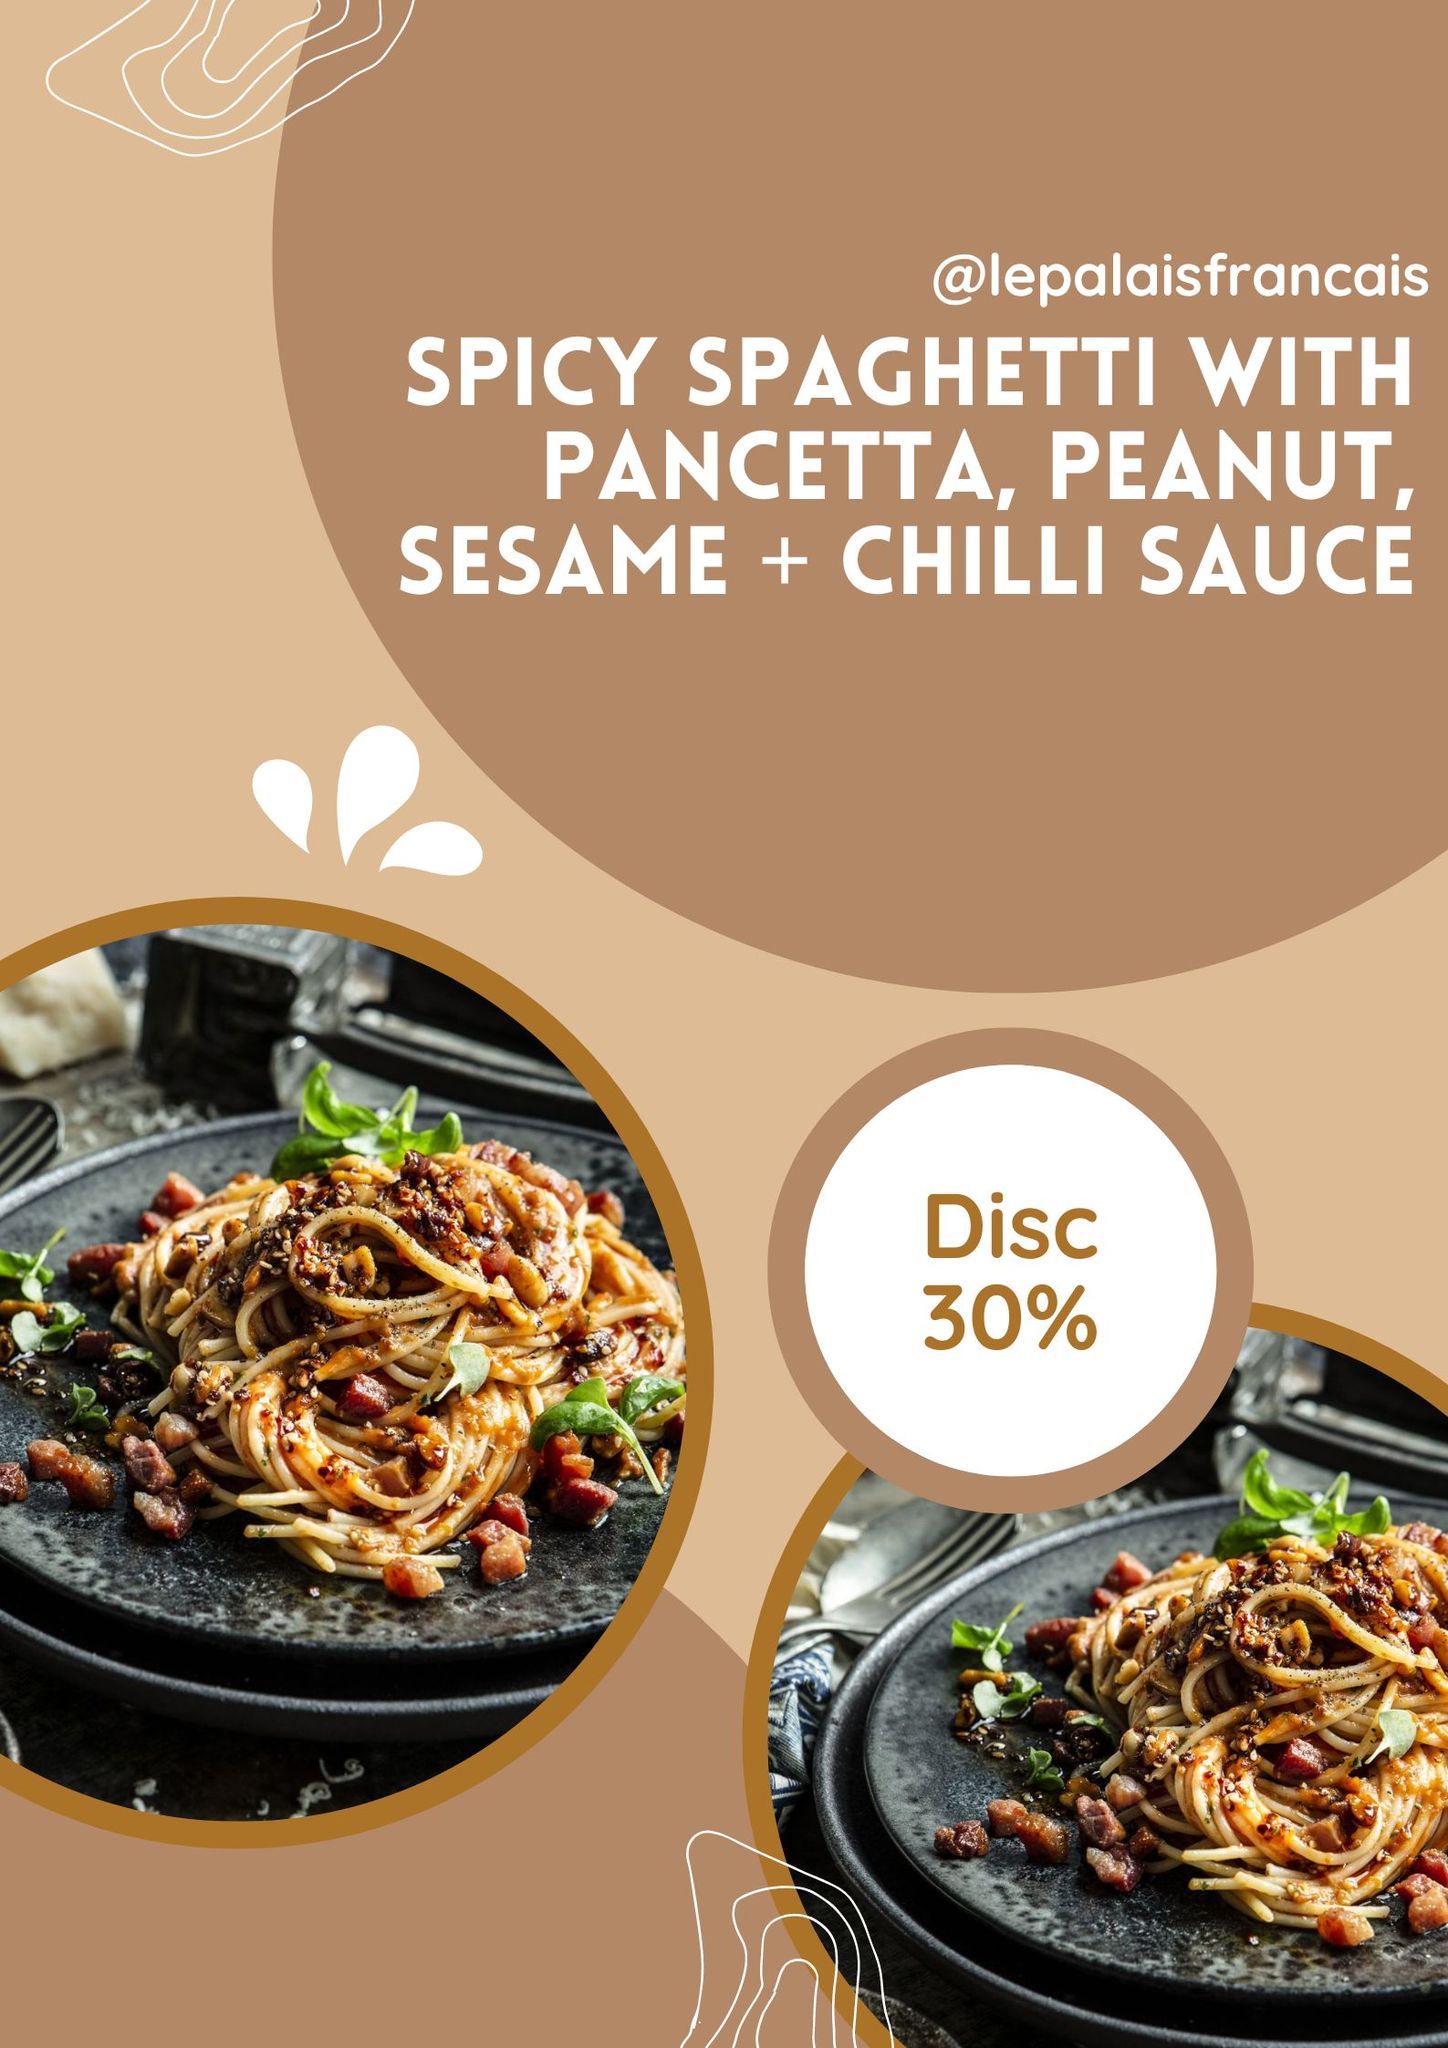 @lepalaisfrancais
SPICY SPAGHETTI WITH
PANCETTA, PEANUT,
SESAME + CHILLI SAUCE
Disc
30%